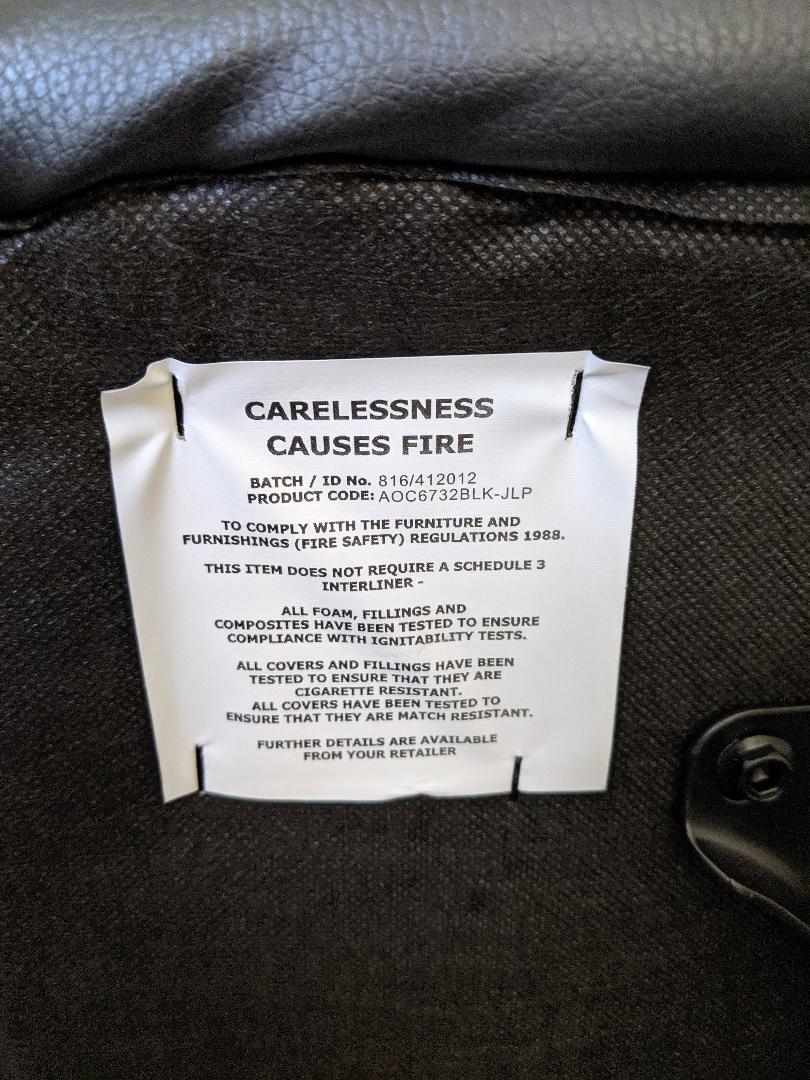 CARELESSNESS
CAUSES FIRE
BATCH / ID No. 816/412012
PRODUCT CODE: AOC6732BLK-JLP
TO COMPLY WITH THE FURNITURE AND
FURNISHINGS (FIRE SAFETY) REGULATIONS 1988.
THIS ITEM DOES NOT REQUIRE A SCHEDULE 3
INTERLINER -
ALL FOAM, FILLINGS AND
COMPOSITES HAVE BEEN TESTED TO ENSURE
COMPLIANCE WITH IGNITABILITY TESTS.
ALL COVERS AND FILLINGS HAVE BEEN
TESTED TO ENSURE THAT THEY ARE
CIGARETTE RESISTANT.
ALL COVERS HAVE BEEN TESTED TO
ENSURE THAT THEY ARE MATCH RESISTANT.
FURTHER DETAILS ARE AVAILABLE
FROM YOUR RETAILER